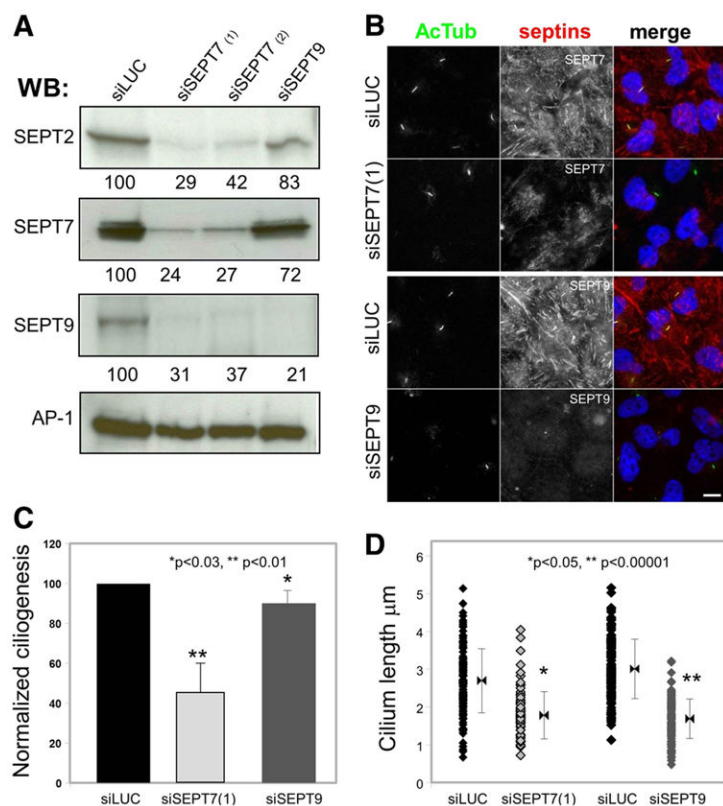 A
WB:
siLUC
siSEPT7 (1)
siSEPT7 (2)
siSEPT9
SEPT2
100 29 42 83
SEPT7
100 24 27 72
SEPT9
100 31 37 21
AP-1
B
AcTub septins merge
siLUC
SEPT7
siSEPT7(1)
SEPT7
siLUC
SEPT9
siSEPT9
SEPT9
C
Normalized ciliogenesis
120
100
80
60
40
20
00
*p<0.03, ** p<0.01
**
*
siLUC siSEPT7(1) siSEPT9
D
Cilium length μm
6
5
4
3
2
1
0
*p<0.05, ** p<0.00001
*
**
siLUC siSEPT7(1) siLUC siSEPT9